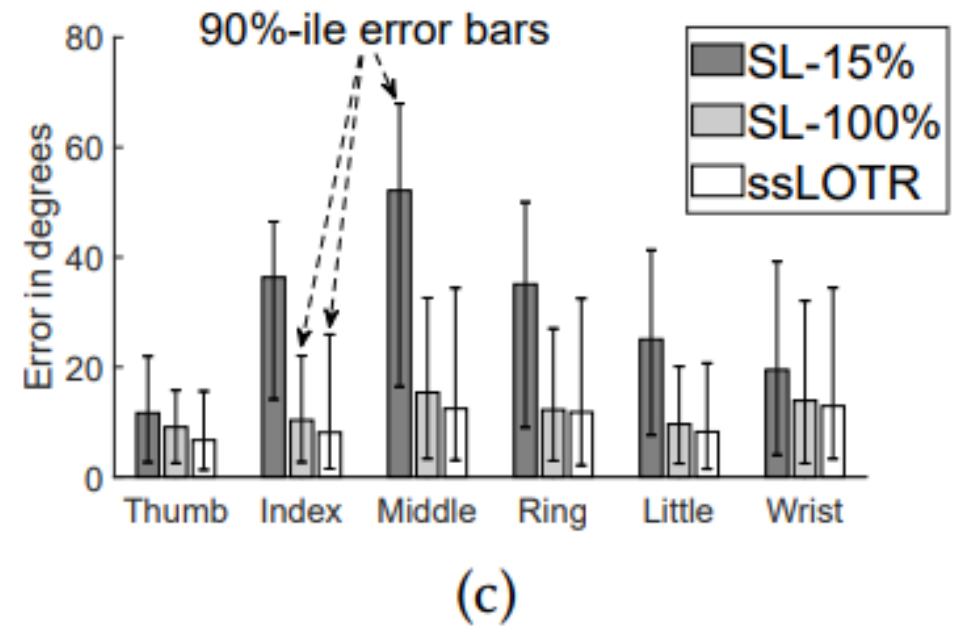 90%-ile error bars
SL-15%
SL-100%
ssLOTR
Error in degrees
80
60
40
20
0
Thumb Index Middle Ring Little Wrist
(c)